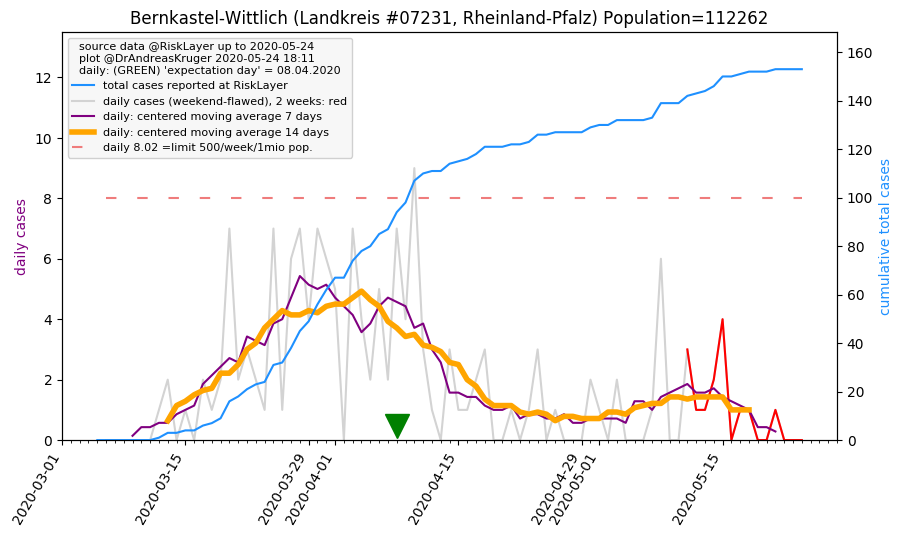 Bernkastel-Wittlich (Landkreis #07231, Rheinland-Pfalz) Population=112262
source data @RiskLayer up to 2020-05-24
plot @DrAndreasKruger 2020-05-24 18:11
daily: (GREEN) 'expectation day' = 08.04.2020
total cases reported at RiskLayer
daily cases (weekend-flawed), 2 weeks: red
daily: centered moving average 7 days
daily: centered moving average 14 days
daily 8.02 =limit 500/week/1mio pop.
daily cases
12
10
8
6
4
2
0
160
140
120
100
80
60
40
20
0
cumulative total cases
2020-03-01
2020-03-15
2020-03-29
2020-04-01
2020-04-15
2020-04-29
2020-05-01
2020-05-15